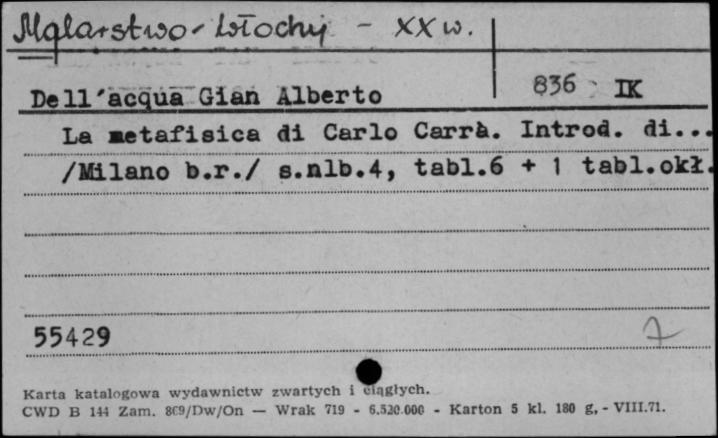 Malarstwo - Włochy - XX w.
Dell'acqua Gian Alberto
836 IK
La metafisica di Carlo Carrà. Introd. di...
/Milano b.r./ s.nlb.4, tabl.6 + 1 tabl.okł.
55429
7
Karta katalogowa wydawnictw zwartych i ciągłych.
CWD B 144 Zam. 869/Dw/On — Wrak 719 - 6.520.000 - Karton 5 kl. 180 g, - VIII.71.